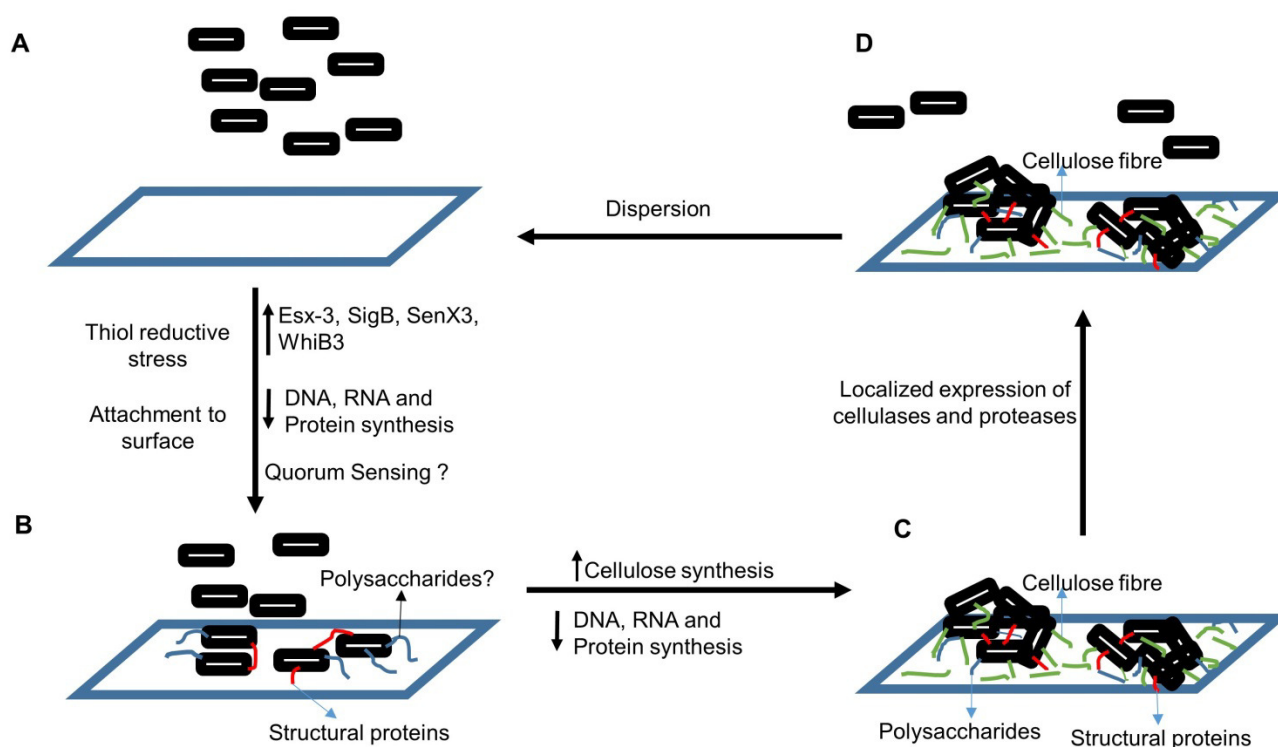 A
D
Cellulose fibre
Dispersion
Thiol reductive
stress
Attachment to
surface
Esx-3, SigB, SenX3,
WhiB3
DNA, RNA and
Protein synthesis
Quorum Sensing ?
Localized expression of
cellulases and proteases
B
Polysaccharides?
Structural proteins
Cellulose synthesis
DNA, RNA and
Protein synthesis
C
Cellulose fibre
Polysaccharides
Structural proteins